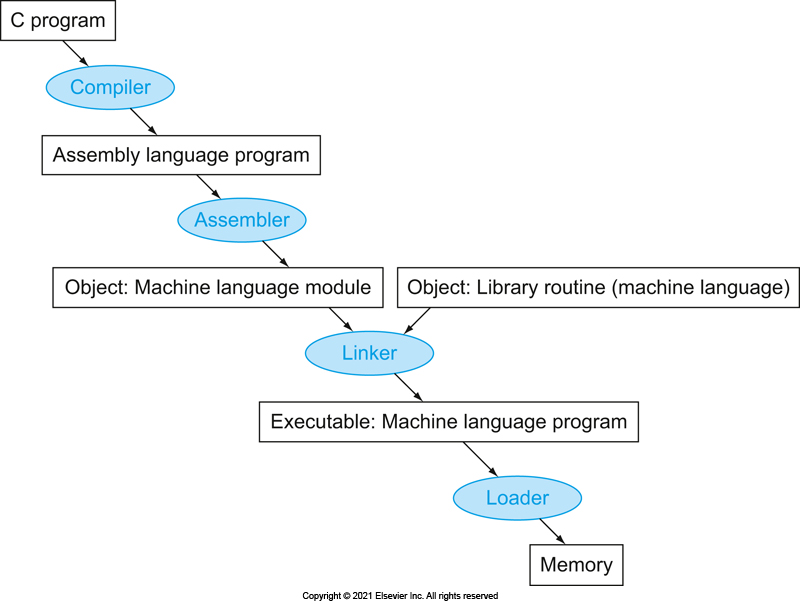 C program
Compiler
Assembly language program
Assembler
Object: Machine language module
Object: Library routine (machine language)
Linker
Executable: Machine language program
Loader
Memory
Copyright © 2021 Elsevier Inc. All rights reserved